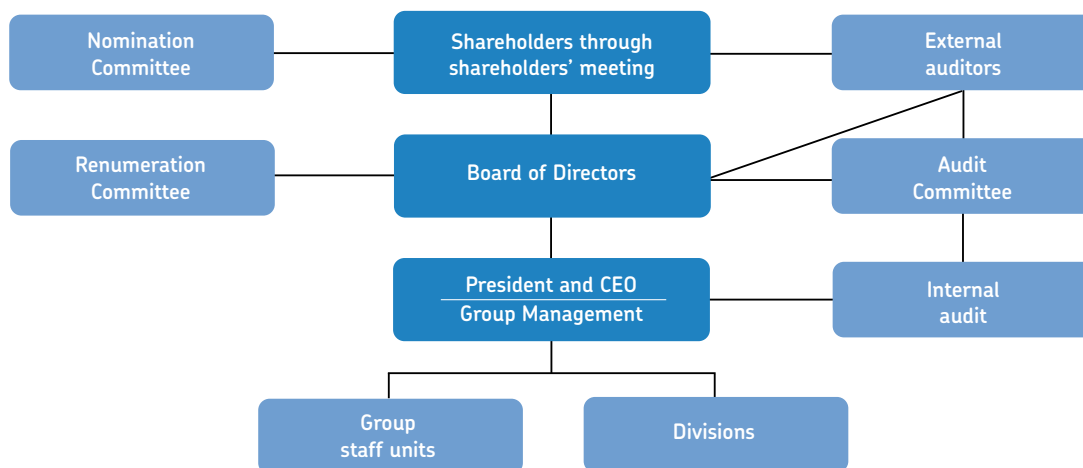 Nomination
Committee
Shareholders through
shareholders’ meeting
External
auditors
Renumeration
Committee
Board of Directors
Audit
Committee
President and CEO
Group Management
Internal
audit
Group
staff units
Divisions